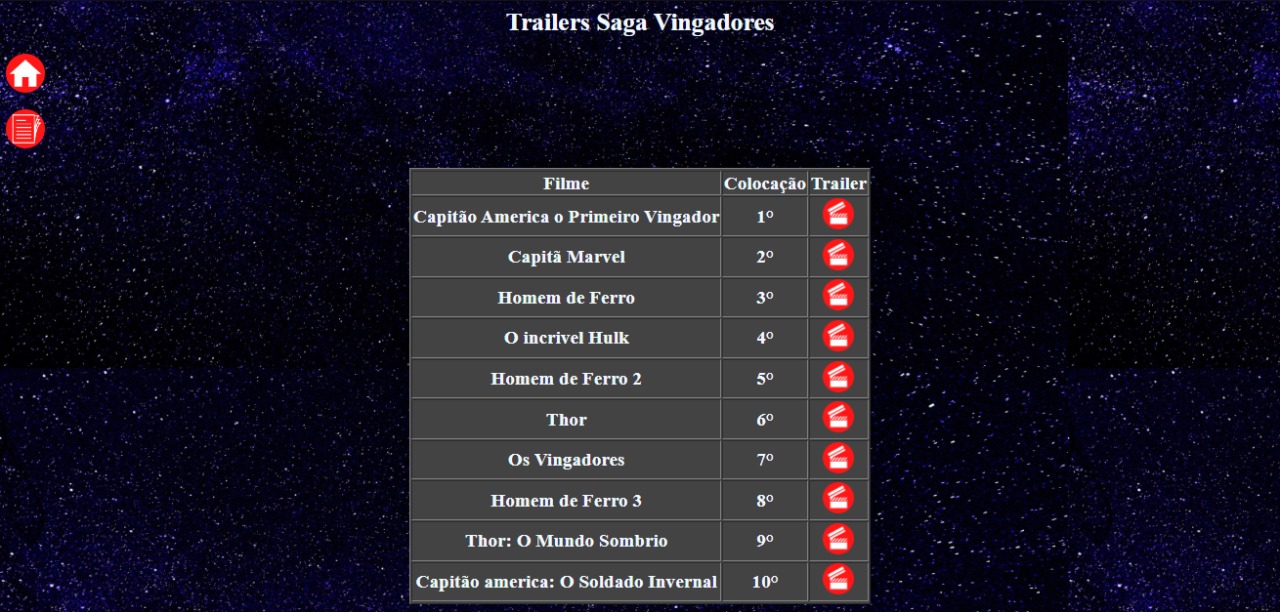 Trailers Saga Vingadores
Filme Colocação Trailer
Capitão America o Primeiro Vingador 1º
Capitã Marvel 2º
Homem de Ferro 3º
O incrivel Hulk 4º
Homem de Ferro 2 5º
Thor 6º
Os Vingadores 7º
Homem de Ferro 3 8º
Thor: O Mundo Sombrio 9º
Capitão america: O Soldado Invernal 10º